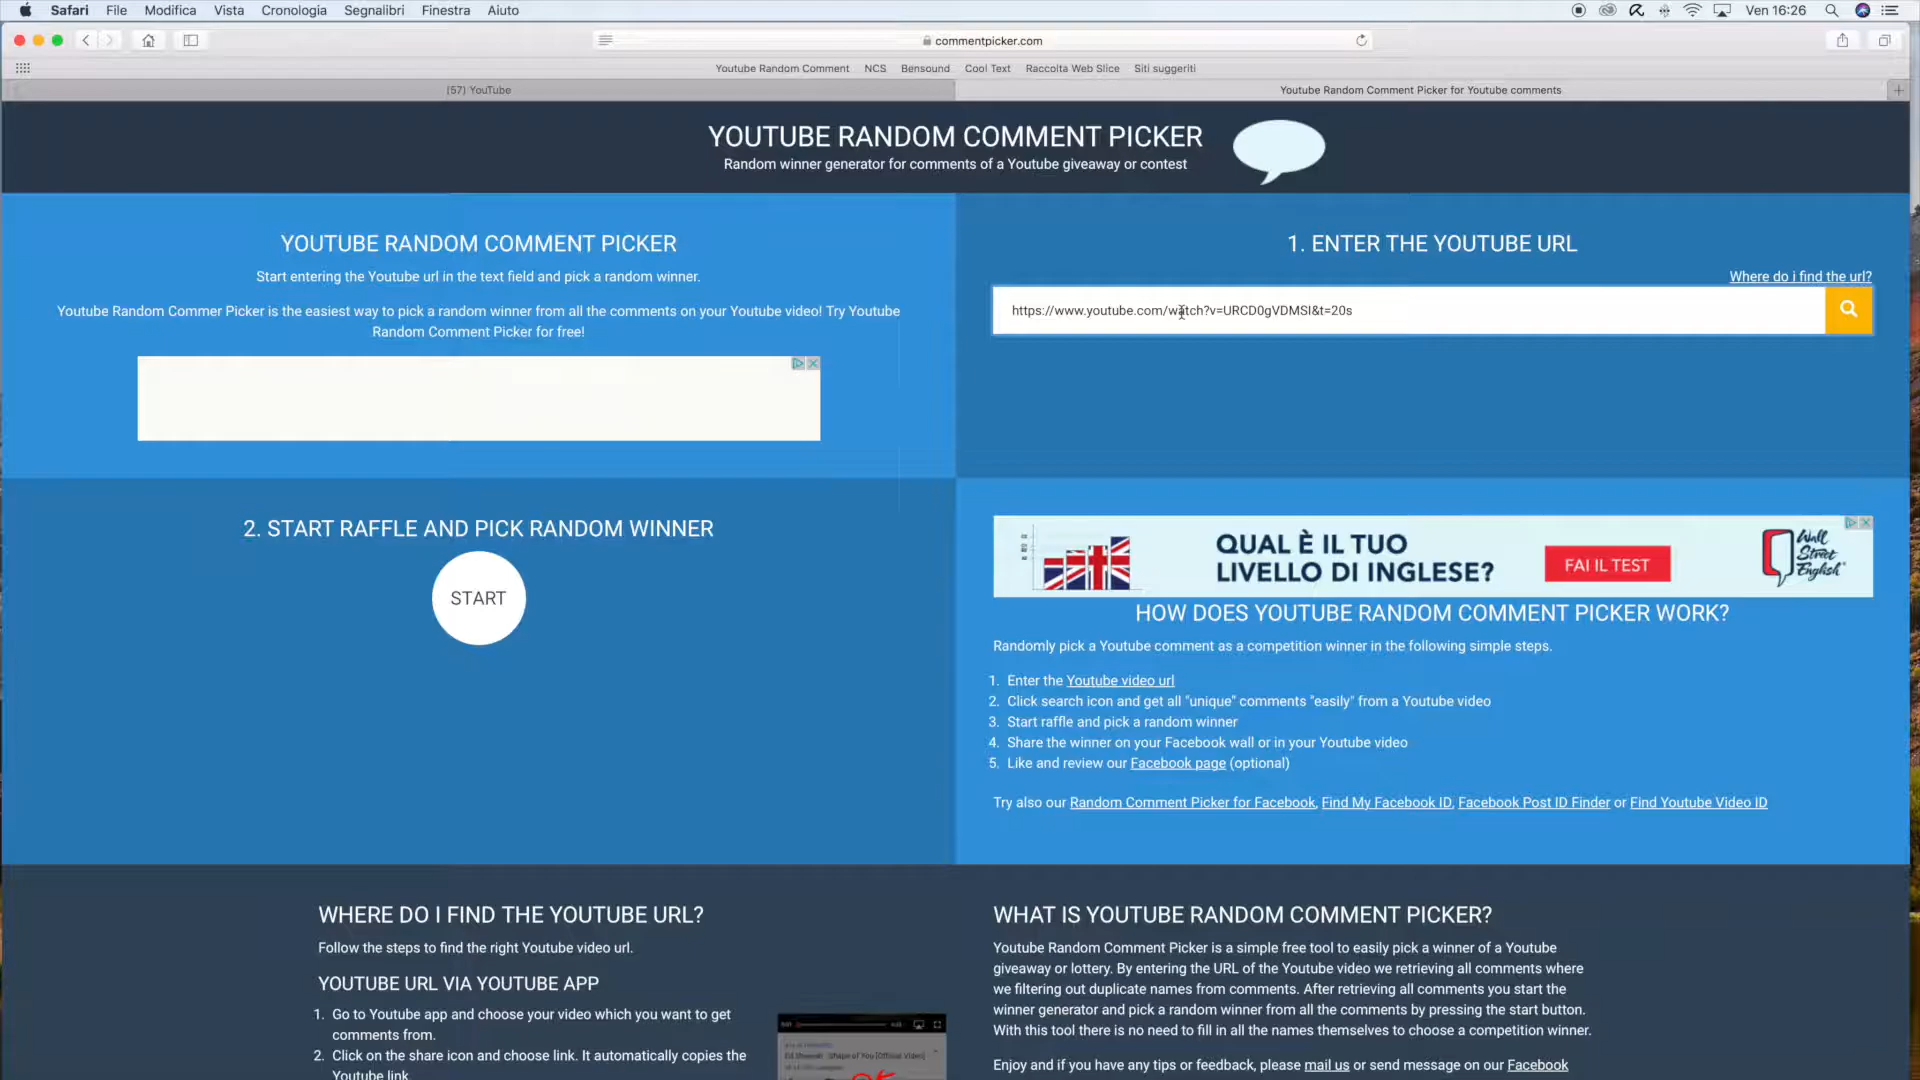 Safari File Modifica Vista Cronologia Segnalibri Finestra Aiuto Ven 16:26
commentpicker.com
Youtube Random Comment NCS Bensound Cool Text Raccolta Web Slice Siti suggeriti
(57) YouTube
Youtube Random Comment Picker for Youtube comments
YOUTUBE RANDOM COMMENT PICKER
Random winner generator for comments of a Youtube giveaway or contest
YOUTUBE RANDOM COMMENT PICKER
Start entering the Youtube url in the text field and pick a random winner.
Youtube Random Commer Picker is the easiest way to pick a random winner from all the comments on your Youtube video! Try Youtube
Random Comment Picker for free!
1. ENTER THE YOUTUBE URL
Where do i find the url?
https://www.youtube.com/watch?v=URCD0gVDMSI&t=20s
2. START RAFFLE AND PICK RANDOM WINNER
START
QUAL È IL TUO
LIVELLO DI INGLESE?
FAI IL TEST
Wall
Street
English
HOW DOES YOUTUBE RANDOM COMMENT PICKER WORK?
Randomly pick a Youtube comment as a competition winner in the following simple steps.
1. Enter the Youtube video url
2. Click search icon and get all "unique" comments "easily" from a Youtube video
3. Start raffle and pick a random winner
4. Share the winner on your Facebook wall or in your Youtube video
5. Like and review our Facebook page (optional)
Try also our Random Comment Picker for Facebook, Find My Facebook ID, Facebook Post ID Finder or Find Youtube Video ID
WHERE DO I FIND THE YOUTUBE URL?
Follow the steps to find the right Youtube video url.
YOUTUBE URL VIA YOUTUBE APP
1. Go to Youtube app and choose your video which you want to get
comments from.
2. Click on the share icon and choose link. It automatically copies the
Youtube link.
Ed Sheeran - Shape of You [Official Video]
WHAT IS YOUTUBE RANDOM COMMENT PICKER?
Youtube Random Comment Picker is a simple free tool to easily pick a winner of a Youtube
giveaway or lottery. By entering the URL of the Youtube video we retrieving all comments where
we filtering out duplicate names from comments. After retrieving all comments you start the
winner generator and pick a random winner from all the comments by pressing the start button.
With this tool there is no need to fill in all the names themselves to choose a competition winner.
Enjoy and if you have any tips or feedback, please mail us or send message on our Facebook